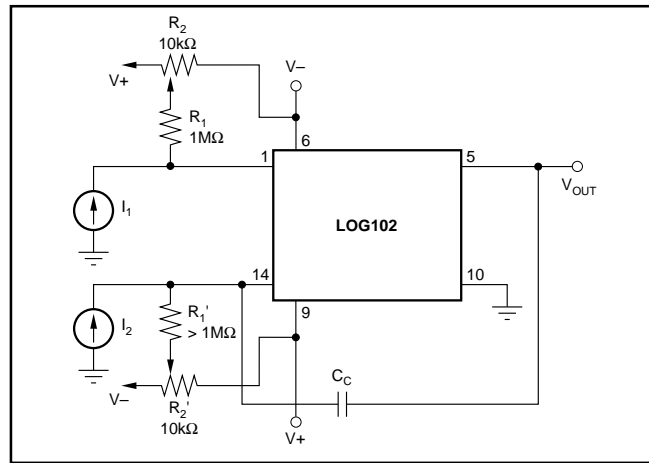 R2
10kΩ
V+
V–
R1
1MΩ
6
1
5
VOUT
I1
LOG102
14
10
9
I2
R1'
> 1MΩ
V–
R2'
10kΩ
CC
V+